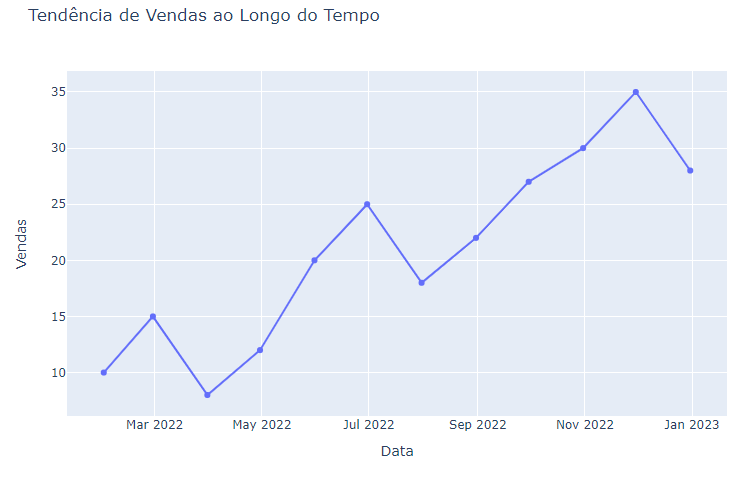 Tendência de Vendas ao Longo do Tempo
35
30
25
20
15
10
Vendas
Mar 2022 May 2022 Jul 2022 Sep 2022 Nov 2022 Jan 2023
Data